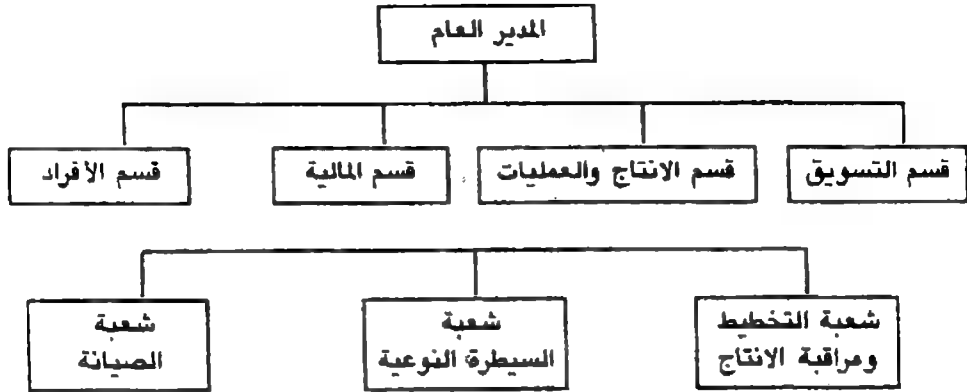 المدير العام
قسم التسويق
قسم الانتاج والعمليات
قسم المالية
قسم الأفراد
شعبة التخطيط
ومراقبة الانتاج
شعبة
السيطرة النوعية
شعبة
الصيانة